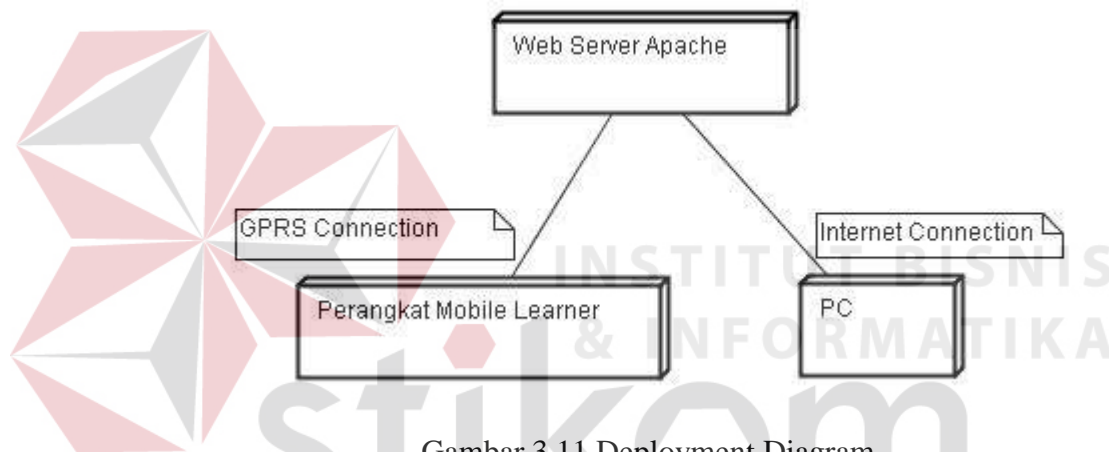 Web Server Apache
GPRS Connection
Internet Connection
Perangkat Mobile Learner
PC
INSTITUT BISNIS
& INFORMATIKA
stikom
Gambar 3.11 Deployment Diagram